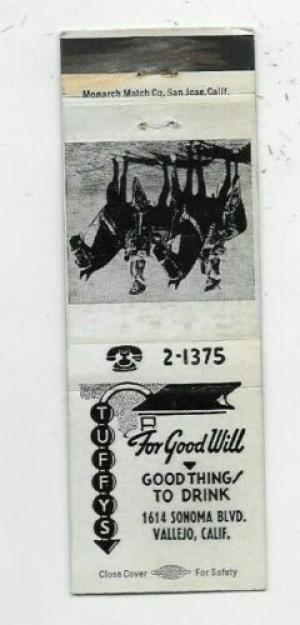 Monarch Match Co., San Jose, Calif.
2-1375
TUFFYS
For Good Will
GOOD THINGS
TO DRINK
1614 SONOMA BLVD.
VALLEJO, CALIF.
Close Cover For Safety